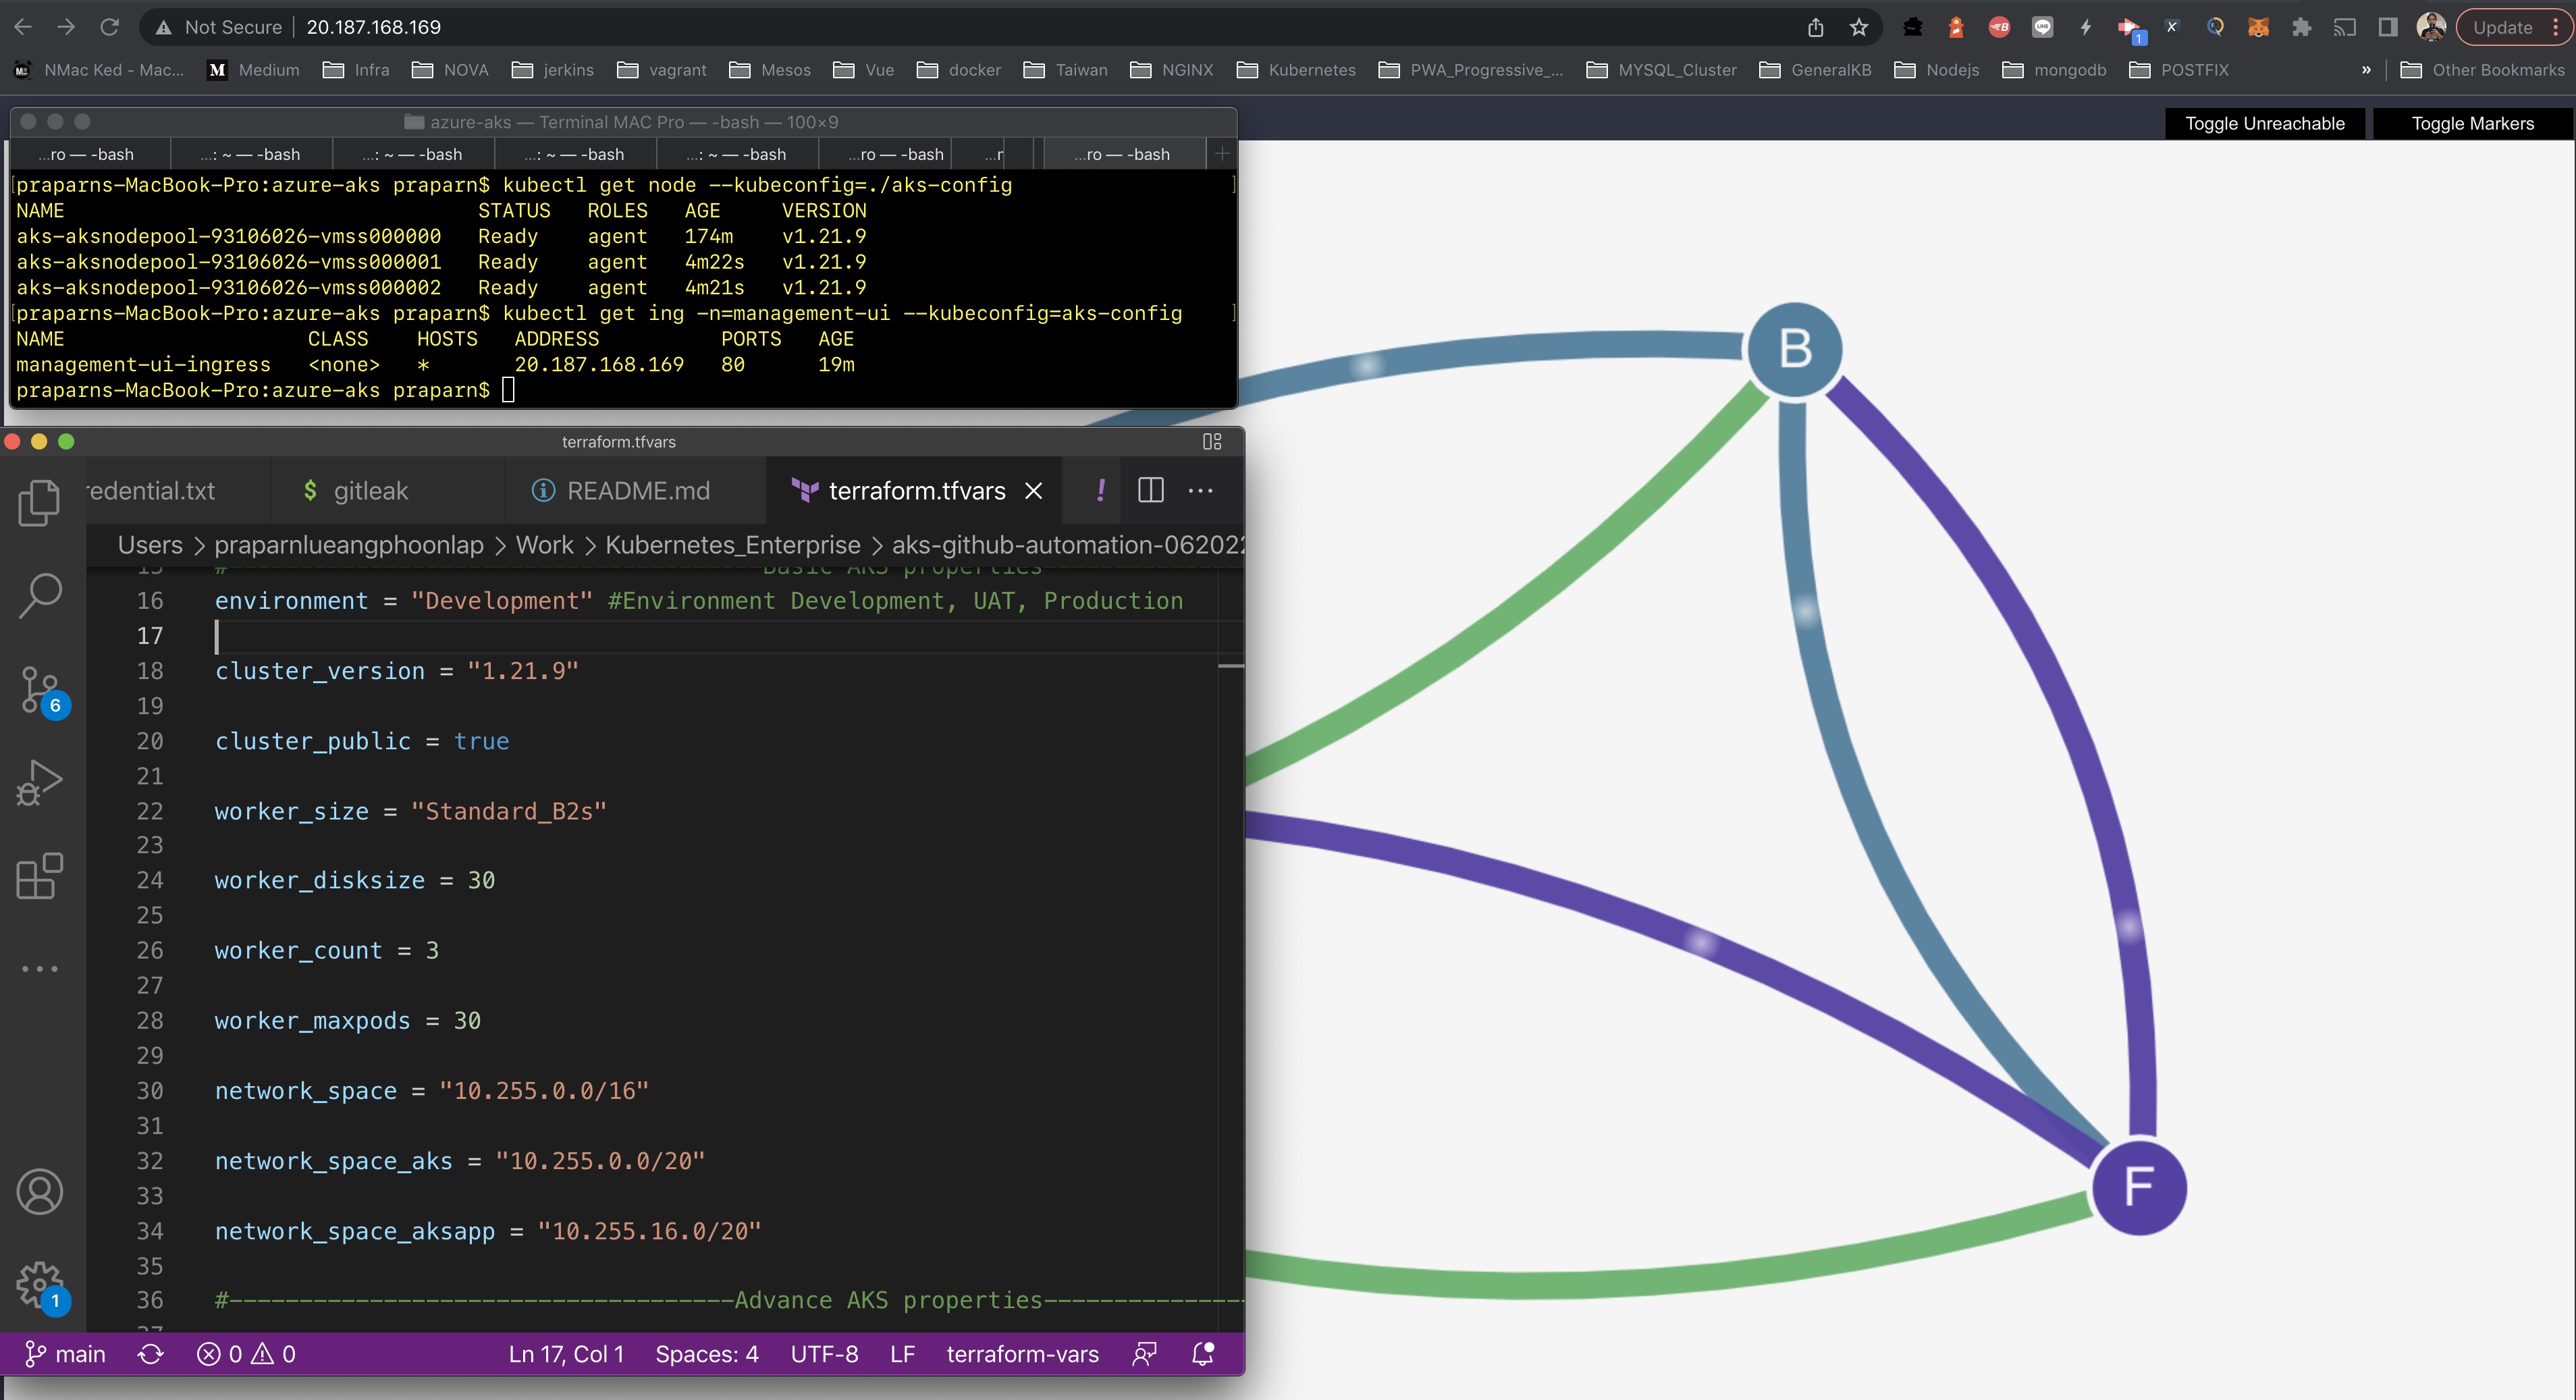 Not Secure | 20.187.168.169
Update
NMac Ked - Mac... Medium Infra NOVA jerkins vagrant Mesos Vue docker Taiwan NGINX Kubernetes PWA_Progressive_... MYSQL_Cluster GeneralKB Nodejs mongodb POSTFIX » Other Bookmarks
Toggle Unreachable Toggle Markers
azure-aks — Terminal MAC Pro — -bash — 100×9
...ro — -bash ...: ~ — -bash ...: ~ — -bash ...: ~ — -bash ...: ~ — -bash ...ro — -bash ...r ...ro — -bash
[praparns-MacBook-Pro:azure-aks praparn$ kubectl get node --kubeconfig=./aks-config ]
NAME STATUS ROLES AGE VERSION
aks-aksnodepool-93106026-vmss000000 Ready agent 174m v1.21.9
aks-aksnodepool-93106026-vmss000001 Ready agent 4m22s v1.21.9
aks-aksnodepool-93106026-vmss000002 Ready agent 4m21s v1.21.9
[praparns-MacBook-Pro:azure-aks praparn$ kubectl get ing -n=management-ui --kubeconfig=aks-config ]
NAME CLASS HOSTS ADDRESS PORTS AGE
management-ui-ingress <none> * 20.187.168.169 80 19m
praparns-MacBook-Pro:azure-aks praparn$
terraform.tfvars
redential.txt $ gitleak README.md terraform.tfvars ! ...
Users > praparnlueangphoonlap > Work > Kubernetes_Enterprise > aks-github-automation-062022
15 #---Basic AKS properties
16 environment = "Development" #Environment Development, UAT, Production
17
18 cluster_version = "1.21.9"
19
20 cluster_public = true
21
22 worker_size = "Standard_B2s"
23
24 worker_disksize = 30
25
26 worker_count = 3
27
28 worker_maxpods = 30
29
30 network_space = "10.255.0.0/16"
31
32 network_space_aks = "10.255.0.0/20"
33
34 network_space_aksapp = "10.255.16.0/20"
35
36 #------------------------------------Advance AKS properties--------------
37
6
1
main 0 0 Ln 17, Col 1 Spaces: 4 UTF-8 LF terraform-vars
B
F